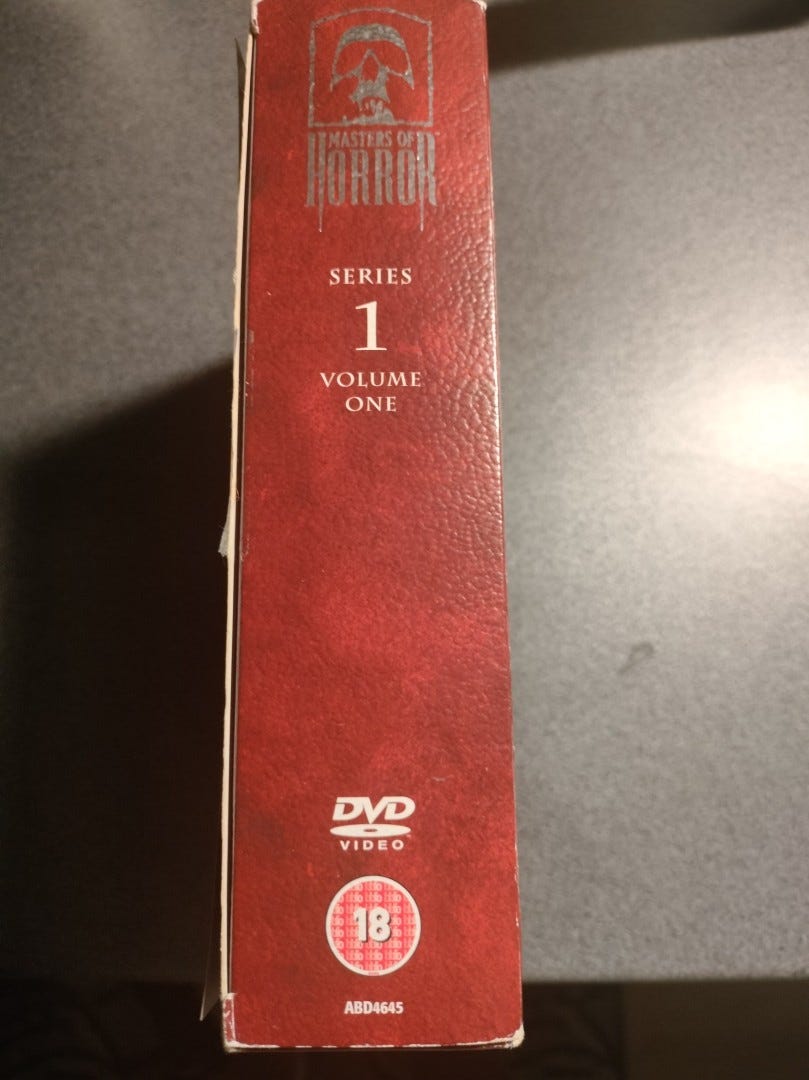 MASTERS OF
HORROR
SERIES
1
VOLUME
ONE
DVD
VIDEO
18
ABD4645